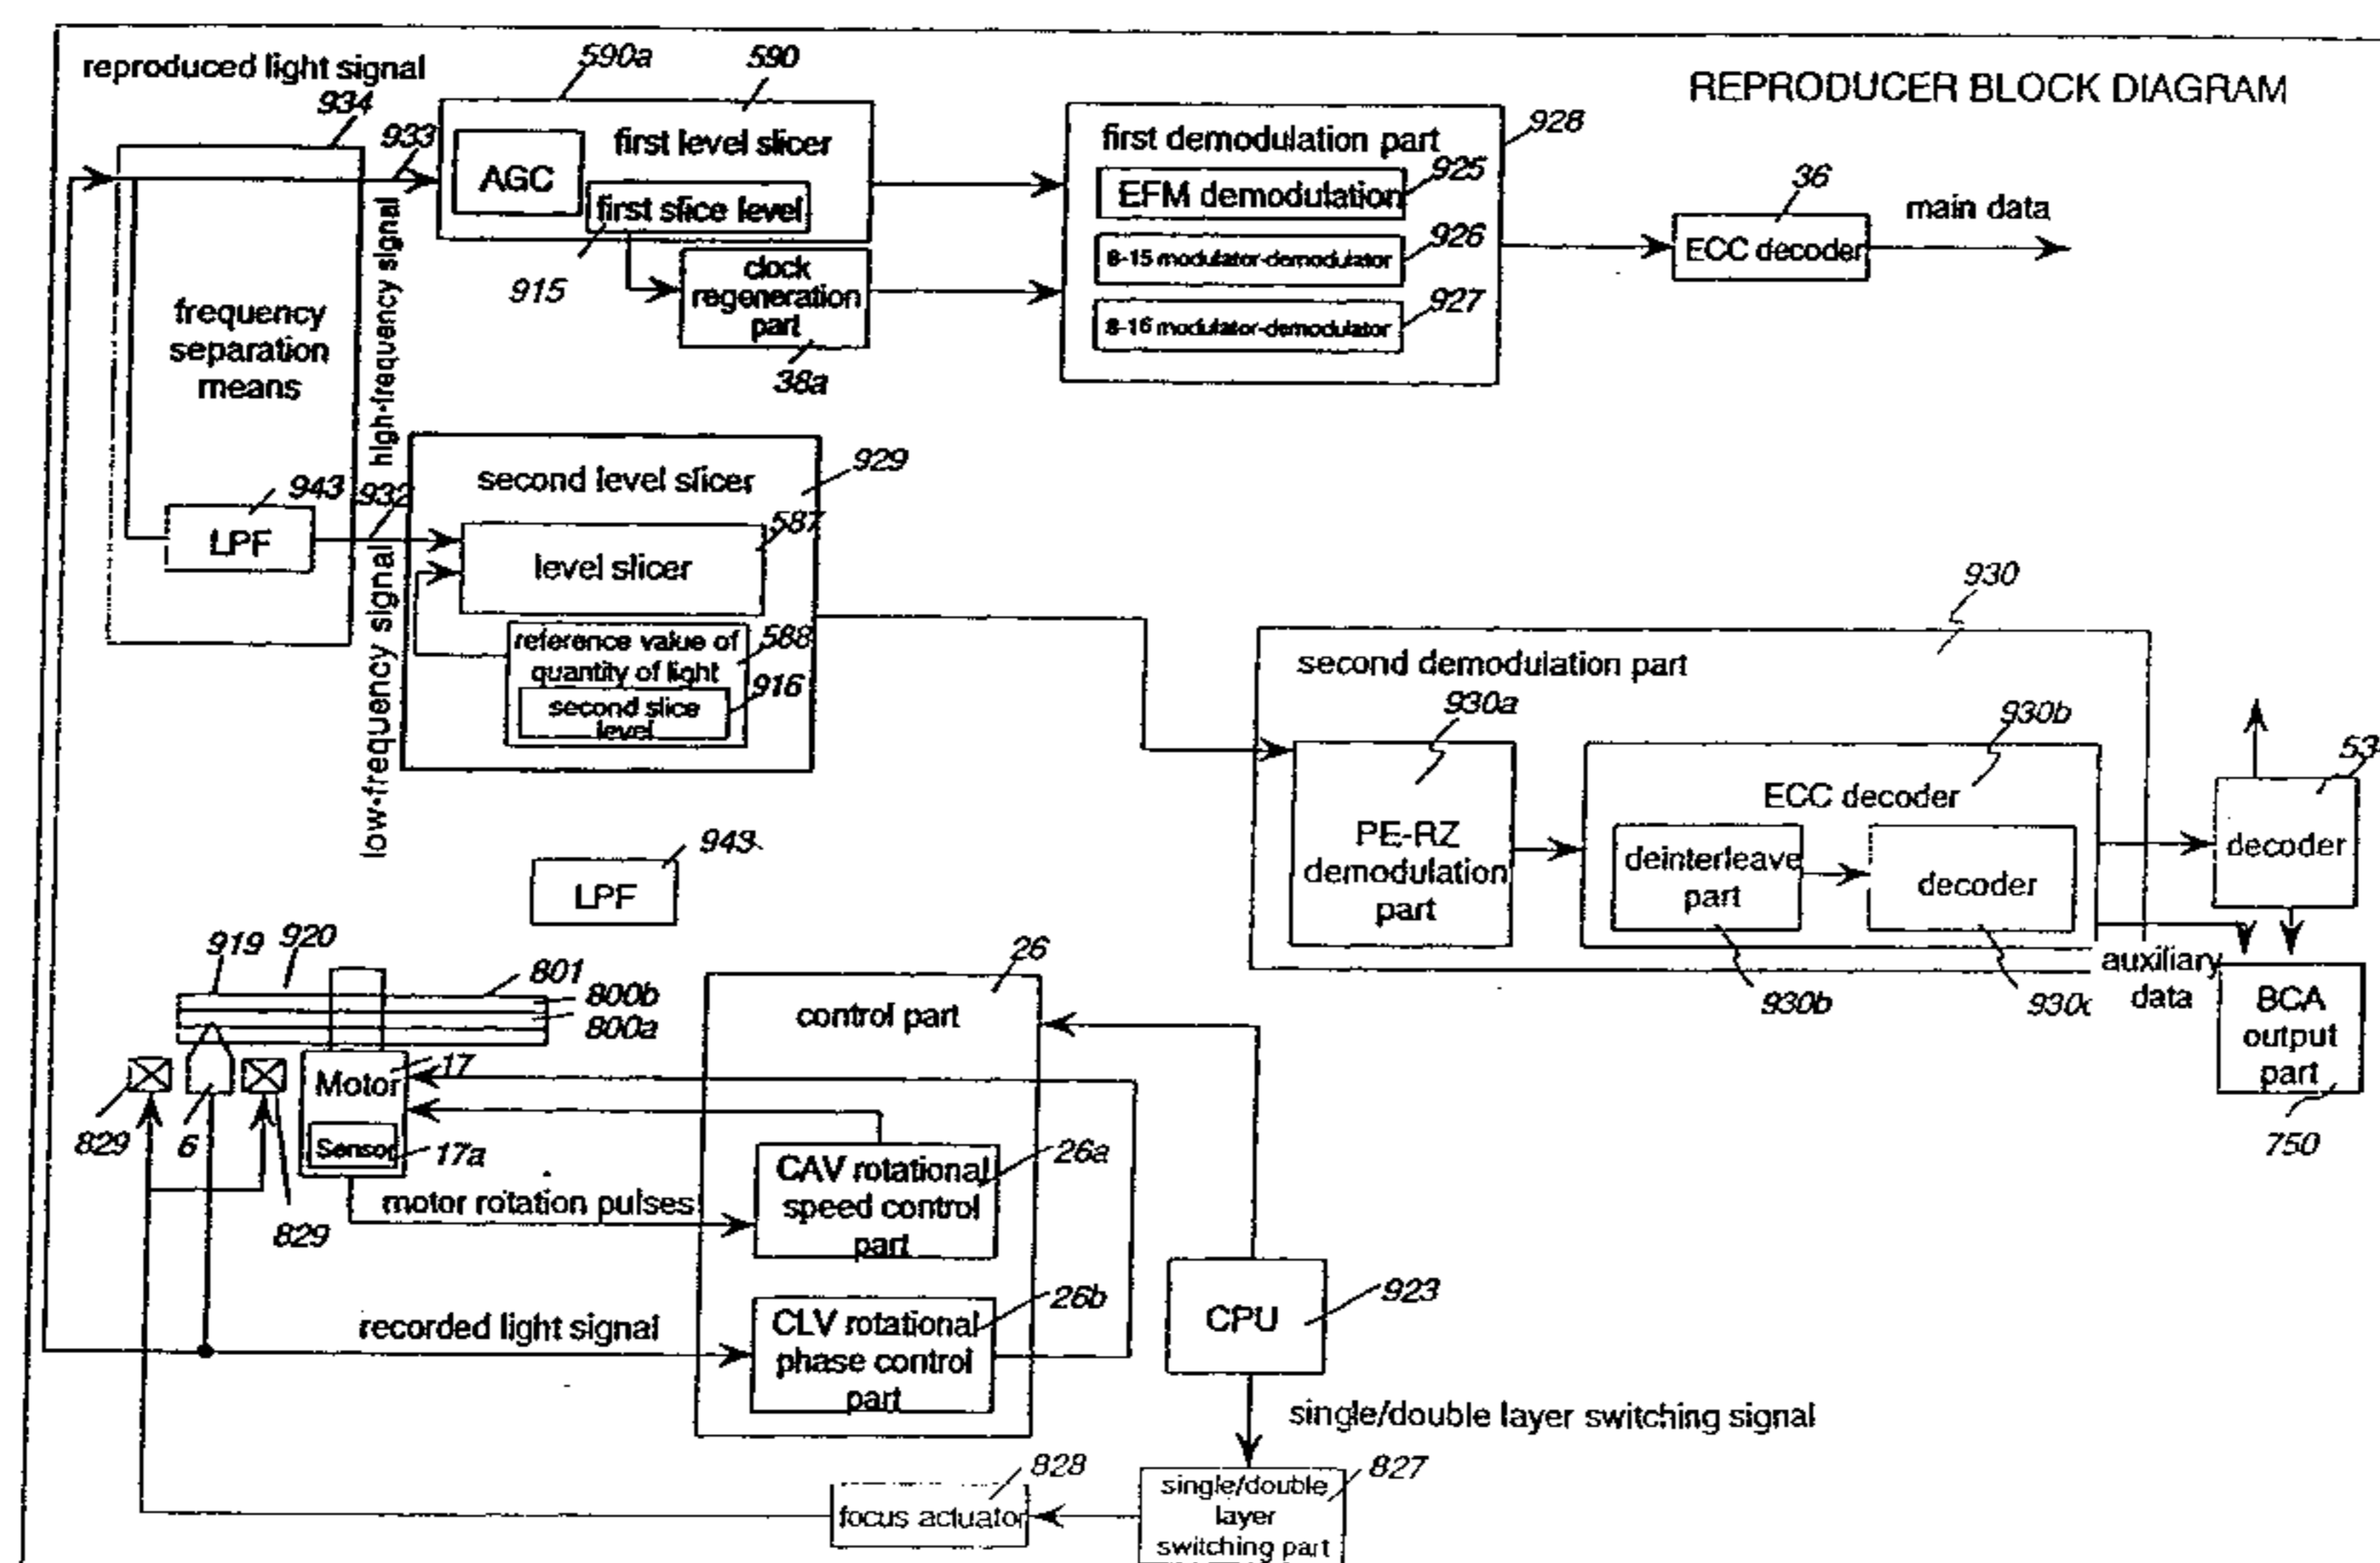 REPRODUCER BLOCK DIAGRAM
reproduced light signal
934
933
590a
590
first level slicer
AGC
first slice level
915
clock
regeneration
part
38a
first demodulation part
928
EFM demodulation
925
8-15 modulator-demodulator
926
8-16 modulator-demodulator
927
36
ECC decoder
main data
frequency
separation
means
high-frequency signal
943
LPF
932
low-frequency signal
second level slicer
929
587
level slicer
reference value of
quantity of light
588
second slice
level
916
930
second demodulation part
930a
PE-RZ
demodulation
part
930b
ECC decoder
deinterleave
part
930b
decoder
930c
53
decoder
auxiliary
data
BCA
output
part
750
943
LPF
919
920
801
800b
800a
829
6
829
Motor
17
Sensor
17a
motor rotation pulses
recorded light signal
26
control part
CAV rotational
speed control
part
26a
CLV rotational
phase control
part
26b
CPU
923
single/double layer switching signal
single/double
layer
switching part
827
focus actuator
828